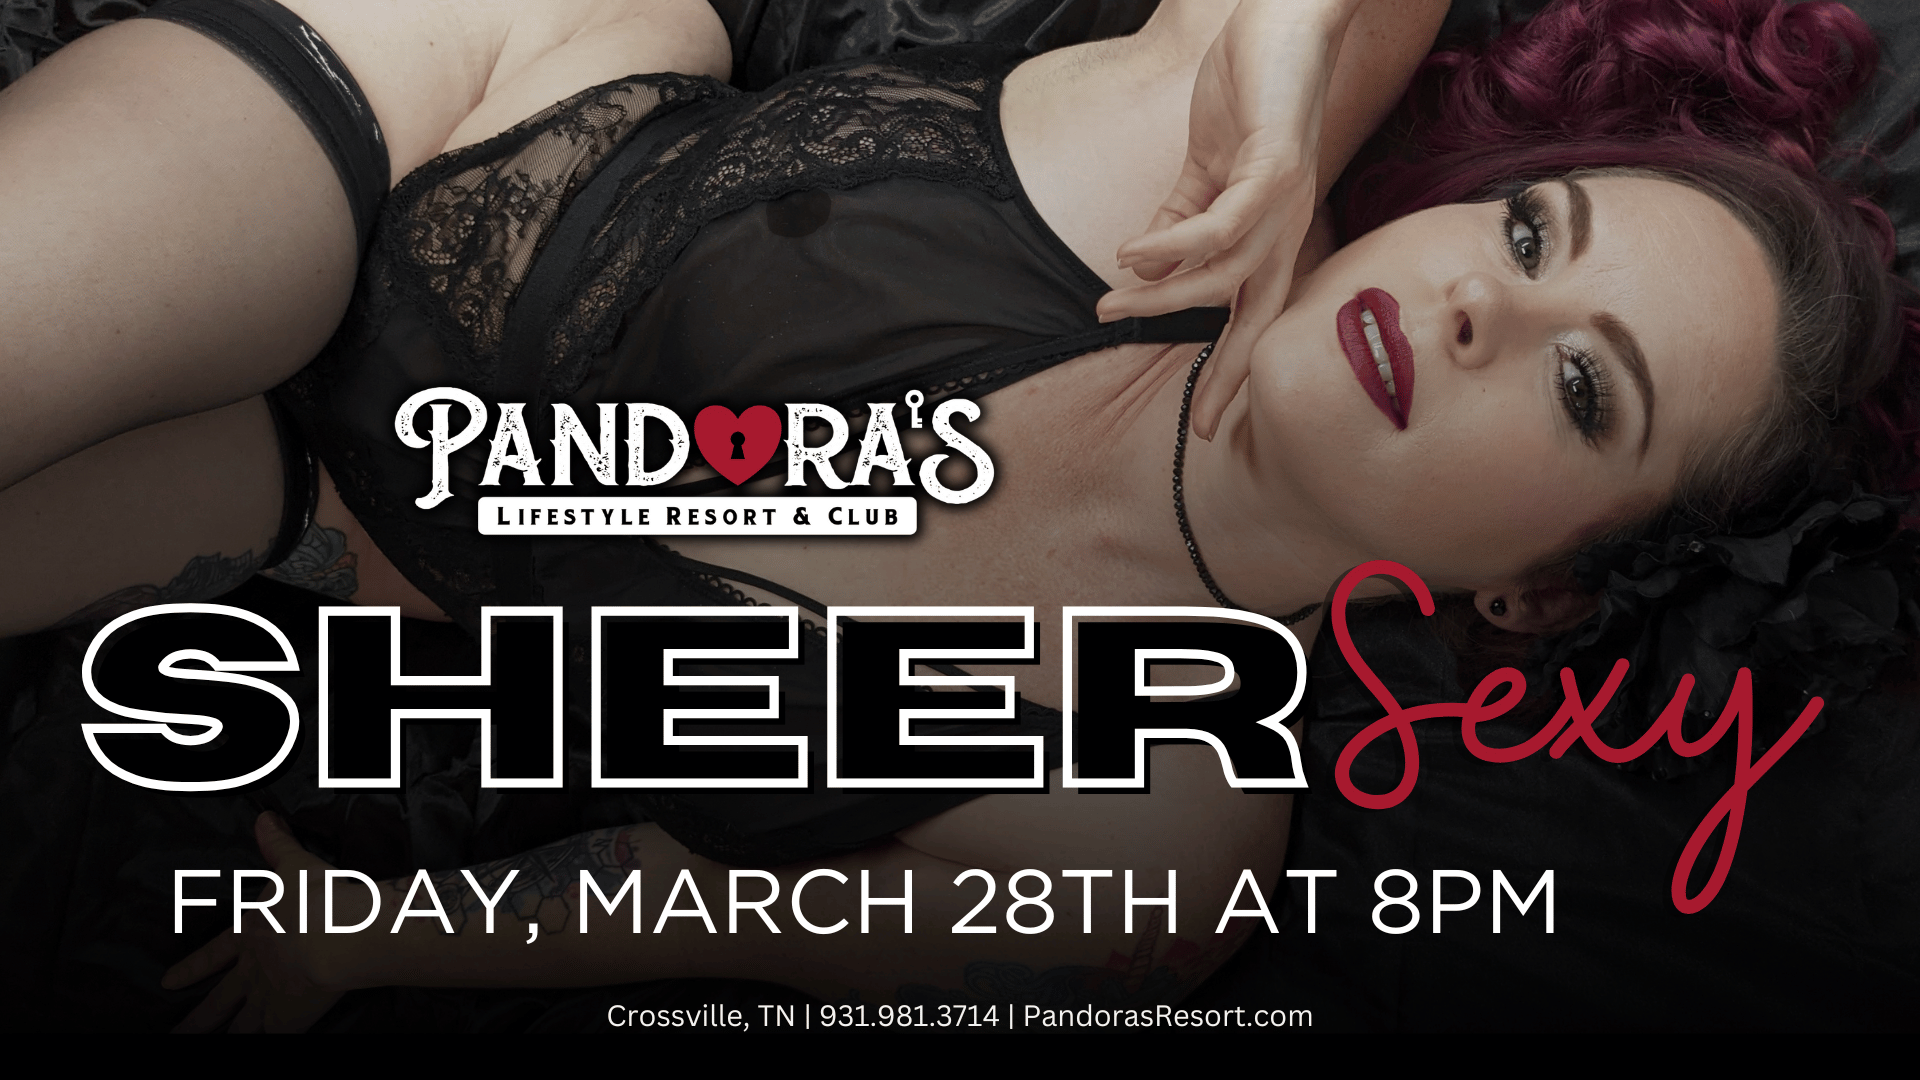 PANDORA'S
LIFESTYLE RESORT & CLUB
SHEER Sexy
FRIDAY, MARCH 28TH AT 8PM
Crossville, TN | 931.981.3714 | PandorasResort.com